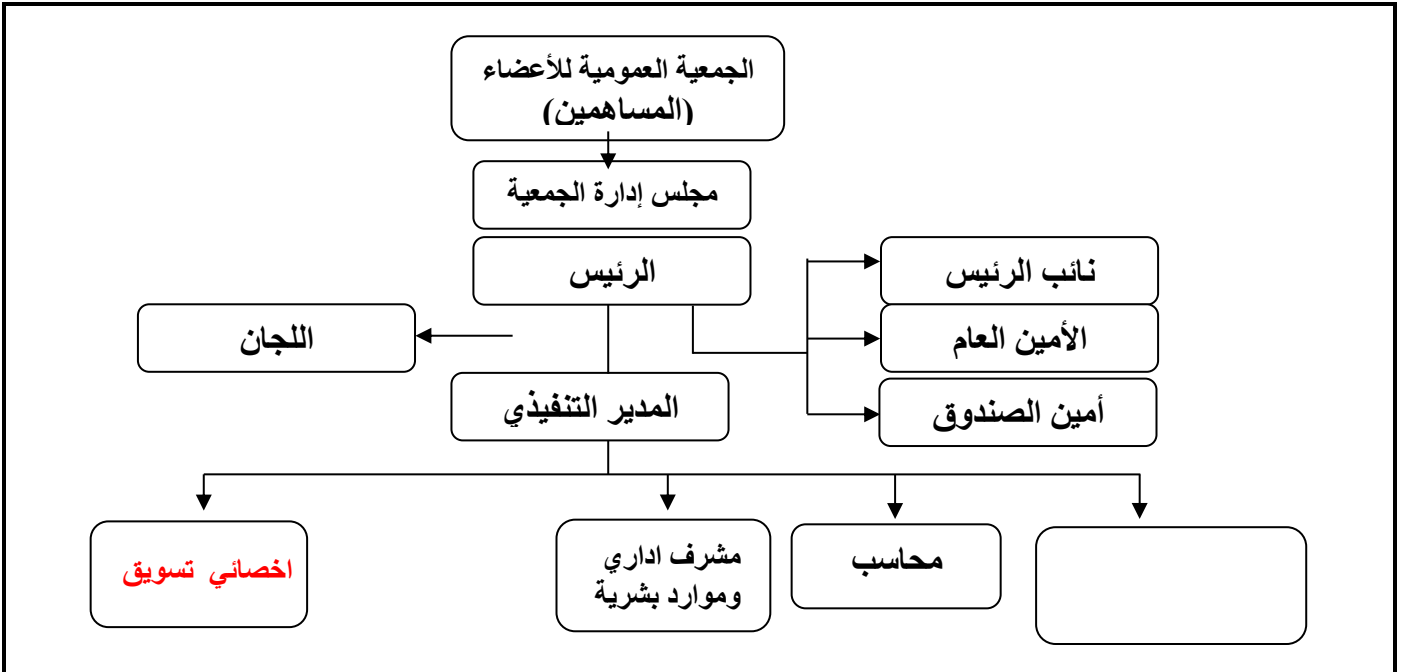 الجمعية العمومية للأعضاء
(المساهمين)
مجلس إدارة الجمعية
الرئيس
نائب الرئيس
الأمين العام
اللجان
المدير التنفيذي
أمين الصندوق
محاسب
مشرف اداري
وموارد بشرية
اخصائي تسويق